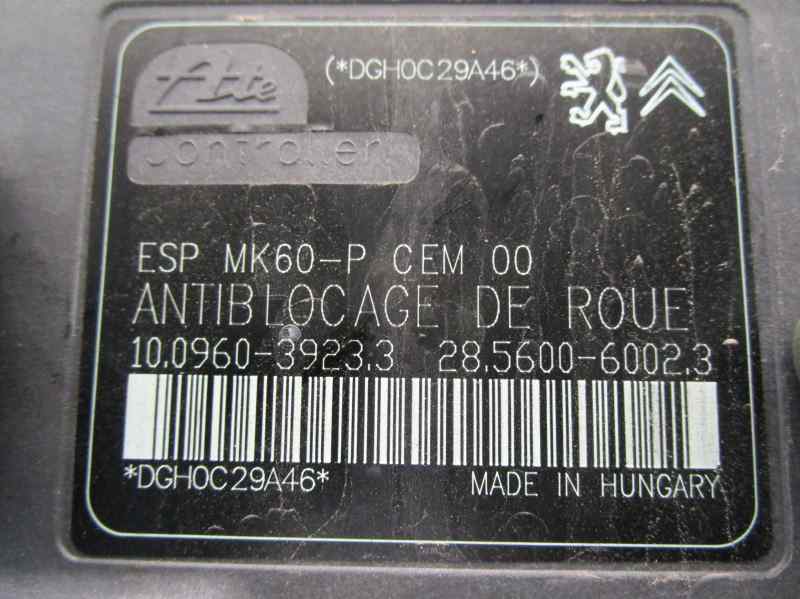 Ate
(*DGH0C29A46*)
Controller
ESP MK60-P CEM 00
ANTIBLOCAGE DE ROUE
10.0960-3923.3 28.5600-6002.3
*DGH0C29A46*
MADE IN HUNGARY